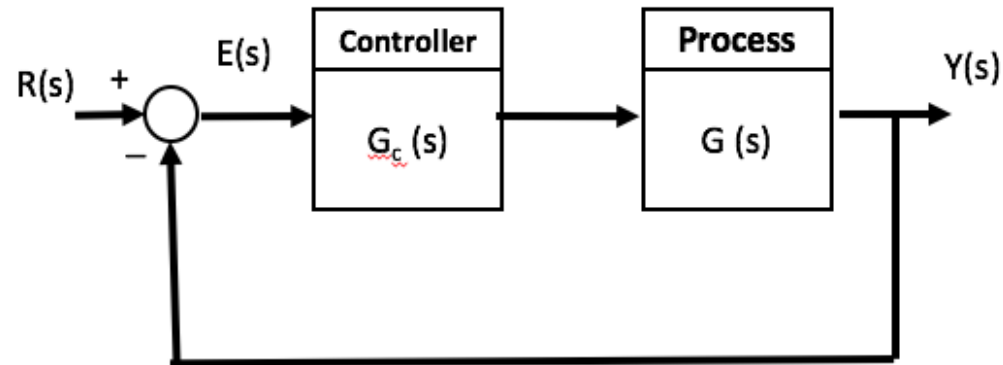 R(s)
+
–
E(s)
Controller
Gc (s)
Process
G (s)
Y(s)